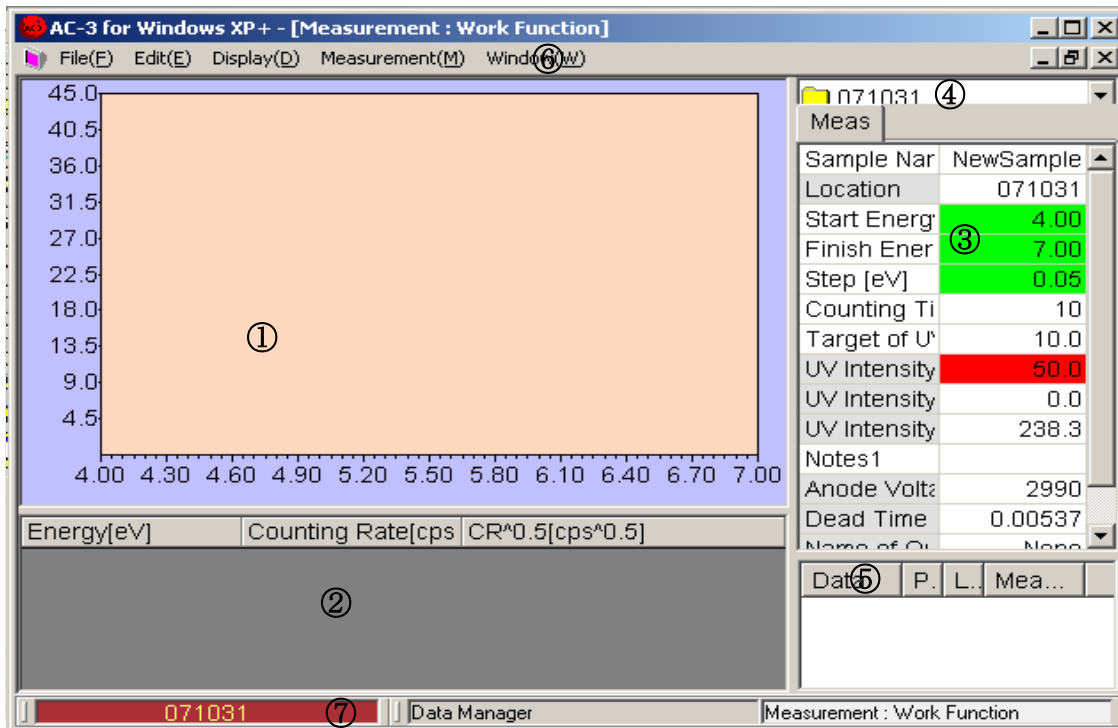 AC-3 for Windows XP+ - [Measurement : Work Function]
File(F) Edit(E) Display(D) Measurement(M) Window(W) ⑥
45.0
40.5
36.0
31.5
27.0
22.5
18.0
13.5
9.0
4.5
①
4.00 4.30 4.60 4.90 5.20 5.50 5.80 6.10 6.40 6.70 7.00
Energy[eV] Counting Rate[cps CR^0.5[cps^0.5]
②
071031 ④
Meas
Sample Nar NewSample
Location 071031
Start Energy 4.00
Finish Ener 7.00
③
Step [eV] 0.05
Counting Ti 10
Target of U 10.0
UV Intensity 50.0
UV Intensity 0.0
UV Intensity 238.3
Notes1
Anode Volta 2990
Dead Time 0.00537
Name of Qu None
Data ⑤ P. L.. Mea...
071031 ⑦ Data Manager Measurement : Work Function